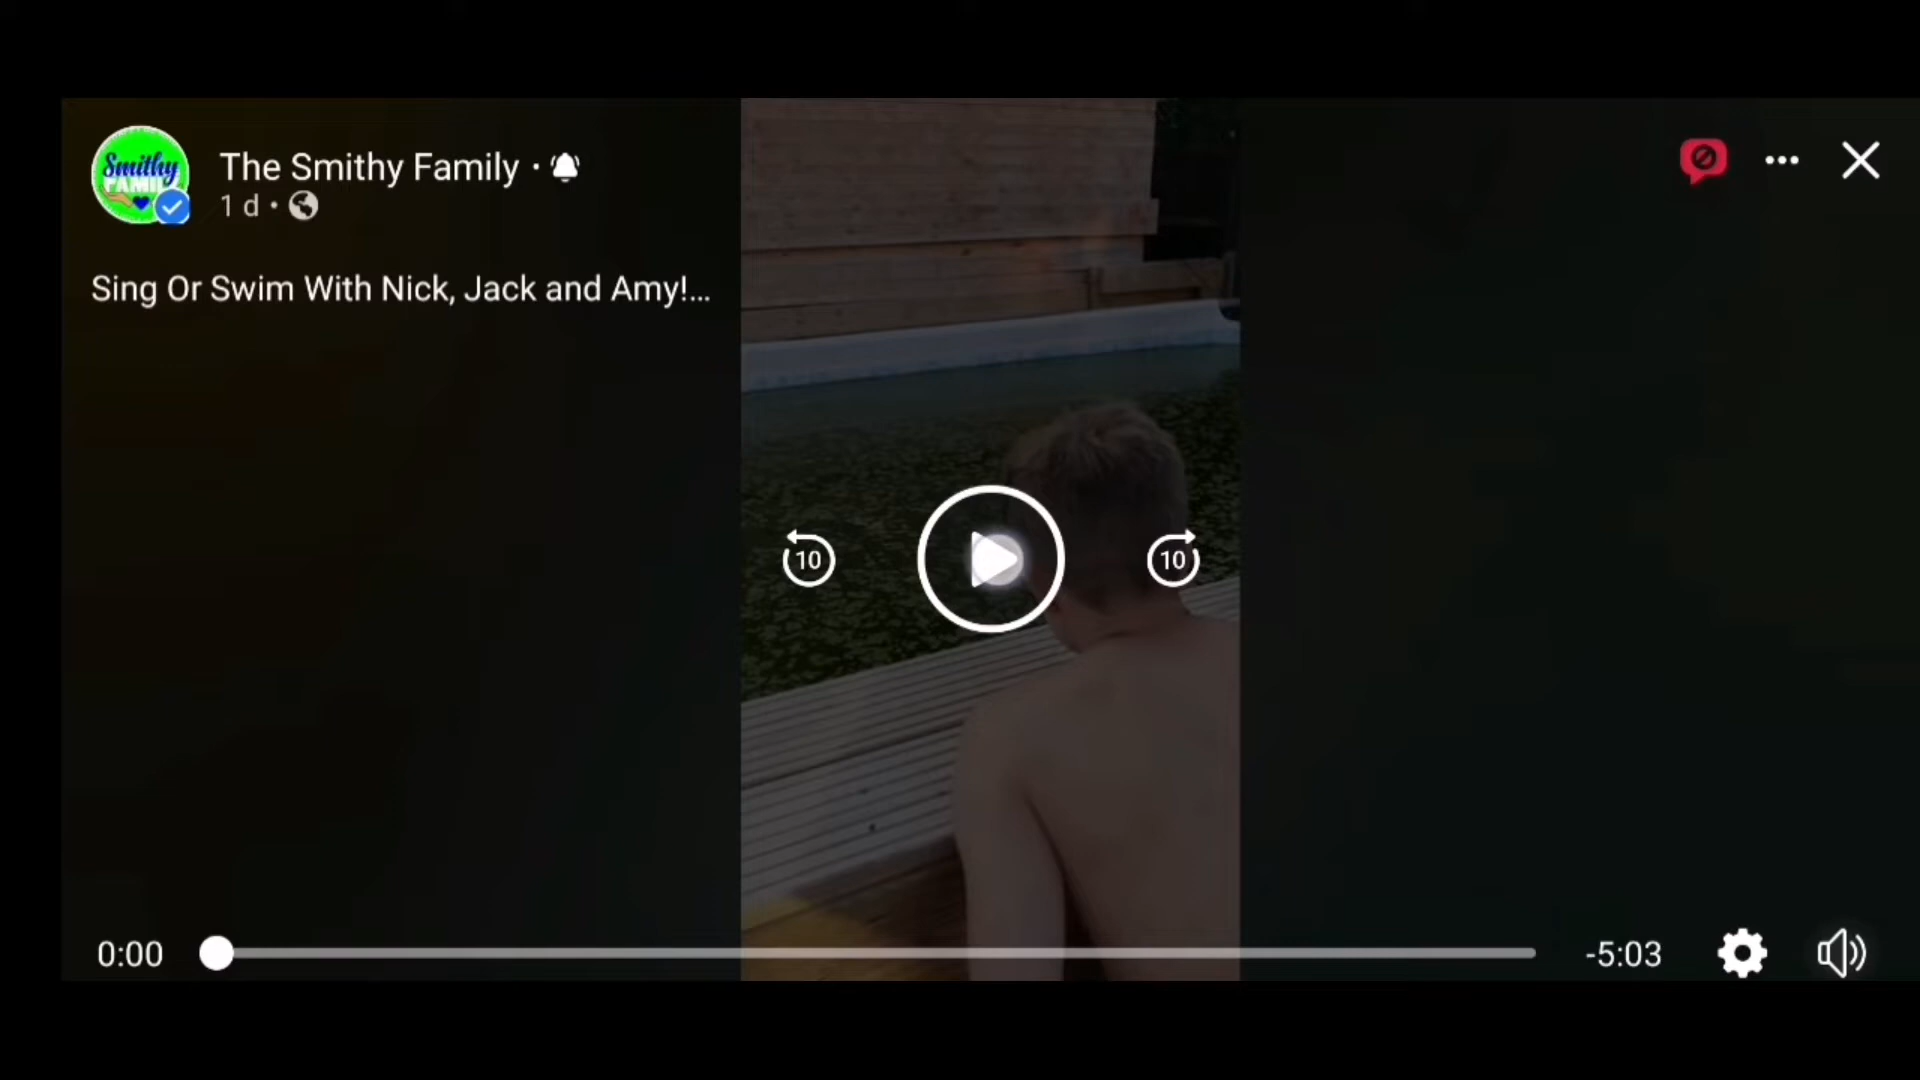 Smithy
FAMILY
The Smithy Family ·
1 d ·
Sing Or Swim With Nick, Jack and Amy!...
10
10
0:00
-5:03